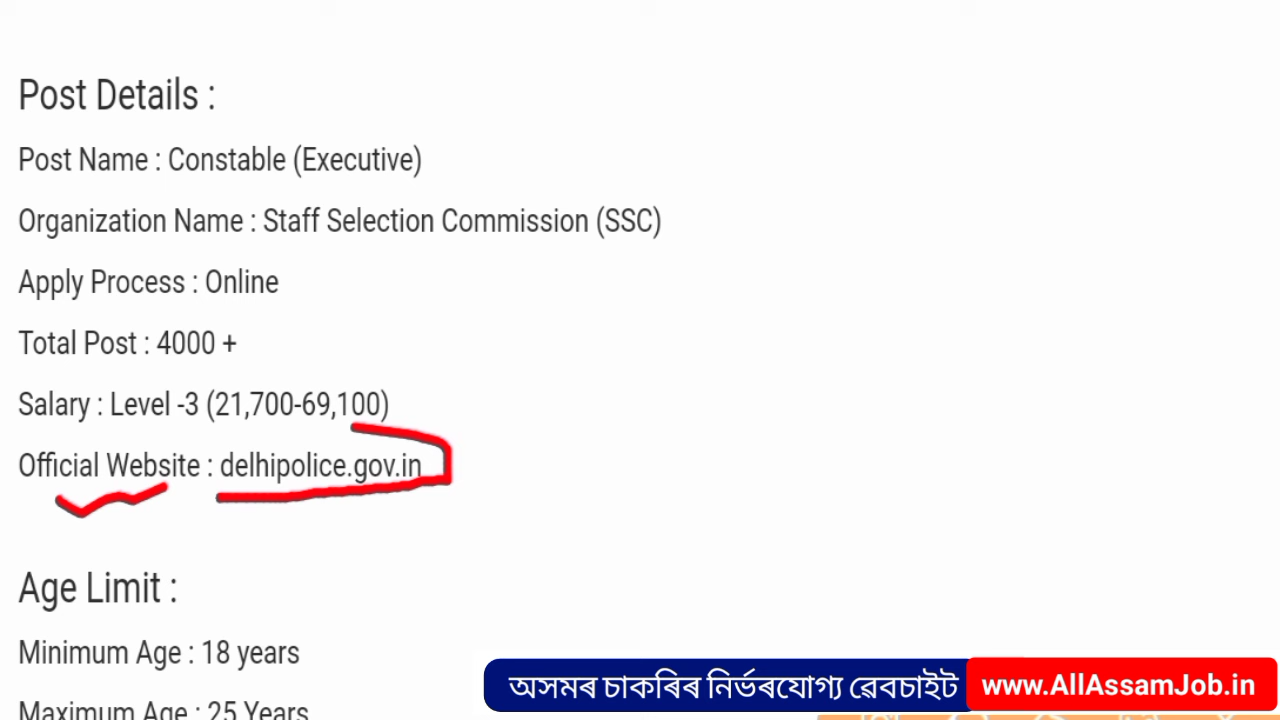 Post Details :
Post Name : Constable (Executive)
Organization Name : Staff Selection Commission (SSC)
Apply Process : Online
Total Post : 4000 +
Salary : Level -3 (21,700-69,100)
Official Website : delhipolice.gov.in
Age Limit :
Minimum Age : 18 years
Maximum Age : 25 Years
অসমৰ চাকৰিৰ নিৰ্ভৰযোগ্য ৱেবচাইট www.AllAssamJob.in